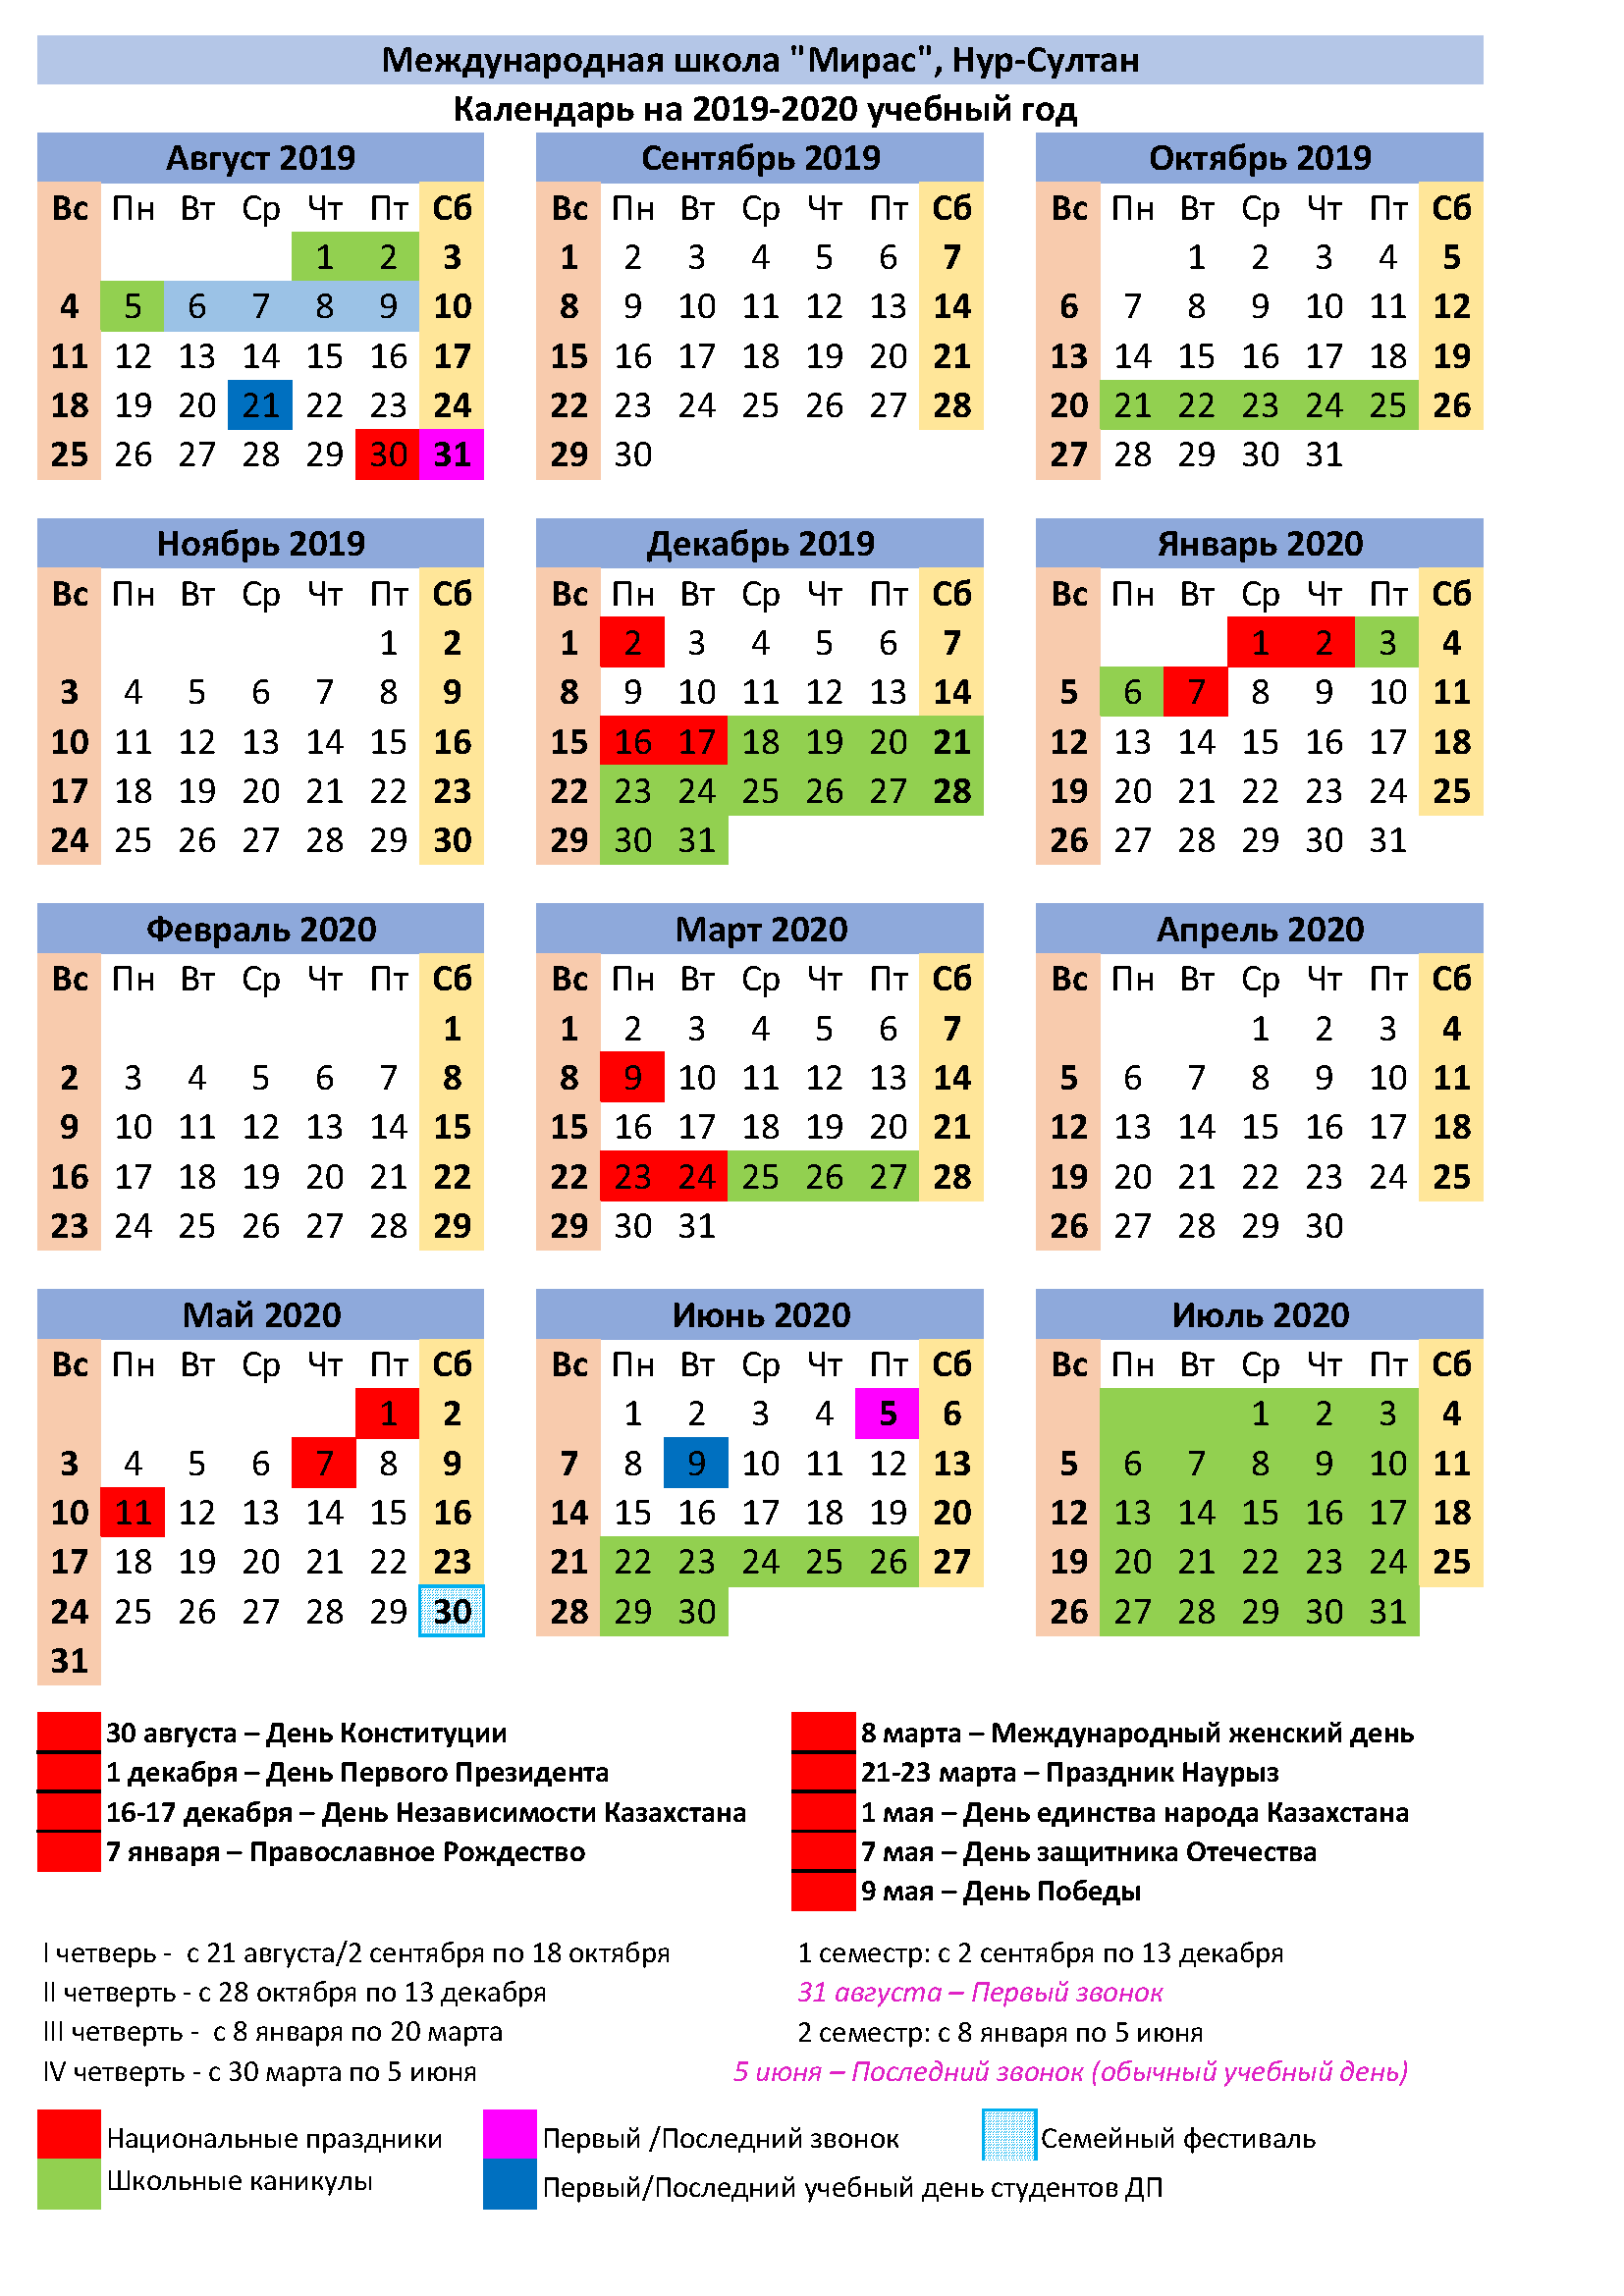 Международная школа "Мирас", Нур-Султан
Календарь на 2019-2020 учебный год
Август 2019
Вс Пн Вт Ср Чт Пт Сб
1 2 3
4 5 6 7 8 9 10
11 12 13 14 15 16 17
18 19 20 21 22 23 24
25 26 27 28 29 30 31
Сентябрь 2019
Вс Пн Вт Ср Чт Пт Сб
1 2 3 4 5 6 7
8 9 10 11 12 13 14
15 16 17 18 19 20 21
22 23 24 25 26 27 28
29 30
Октябрь 2019
Вс Пн Вт Ср Чт Пт Сб
1 2 3 4 5
6 7 8 9 10 11 12
13 14 15 16 17 18 19
20 21 22 23 24 25 26
27 28 29 30 31
Ноябрь 2019
Вс Пн Вт Ср Чт Пт Сб
1 2
3 4 5 6 7 8 9
10 11 12 13 14 15 16
17 18 19 20 21 22 23
24 25 26 27 28 29 30
Декабрь 2019
Вс Пн Вт Ср Чт Пт Сб
1 2 3 4 5 6 7
8 9 10 11 12 13 14
15 16 17 18 19 20 21
22 23 24 25 26 27 28
29 30 31
Январь 2020
Вс Пн Вт Ср Чт Пт Сб
1 2 3 4
5 6 7 8 9 10 11
12 13 14 15 16 17 18
19 20 21 22 23 24 25
26 27 28 29 30 31
Февраль 2020
Вс Пн Вт Ср Чт Пт Сб
1
2 3 4 5 6 7 8
9 10 11 12 13 14 15
16 17 18 19 20 21 22
23 24 25 26 27 28 29
Март 2020
Вс Пн Вт Ср Чт Пт Сб
1 2 3 4 5 6 7
8 9 10 11 12 13 14
15 16 17 18 19 20 21
22 23 24 25 26 27 28
29 30 31
Апрель 2020
Вс Пн Вт Ср Чт Пт Сб
1 2 3 4
5 6 7 8 9 10 11
12 13 14 15 16 17 18
19 20 21 22 23 24 25
26 27 28 29 30
Май 2020
Вс Пн Вт Ср Чт Пт Сб
1 2
3 4 5 6 7 8 9
10 11 12 13 14 15 16
17 18 19 20 21 22 23
24 25 26 27 28 29 30
31
Июнь 2020
Вс Пн Вт Ср Чт Пт Сб
1 2 3 4 5 6
7 8 9 10 11 12 13
14 15 16 17 18 19 20
21 22 23 24 25 26 27
28 29 30
Июль 2020
Вс Пн Вт Ср Чт Пт Сб
1 2 3 4
5 6 7 8 9 10 11
12 13 14 15 16 17 18
19 20 21 22 23 24 25
26 27 28 29 30 31
30 августа – День Конституции
1 декабря – День Первого Президента
16-17 декабря – День Независимости Казахстана
7 января – Православное Рождество
8 марта – Международный женский день
21-23 марта – Праздник Наурыз
1 мая – День единства народа Казахстана
7 мая – День защитника Отечества
9 мая – День Победы
I четверь - с 21 августа/2 сентября по 18 октября
II четверть - с 28 октября по 13 декабря
III четверть - с 8 января по 20 марта
IV четверть - с 30 марта по 5 июня
1 семестр: с 2 сентября по 13 декабря
31 августа – Первый звонок
2 семестр: с 8 января по 5 июня
5 июня – Последний звонок (обычный учебный день)
Национальные праздники
Школьные каникулы
Первый /Последний звонок
Первый/Последний учебный день студентов ДП
Семейный фестиваль